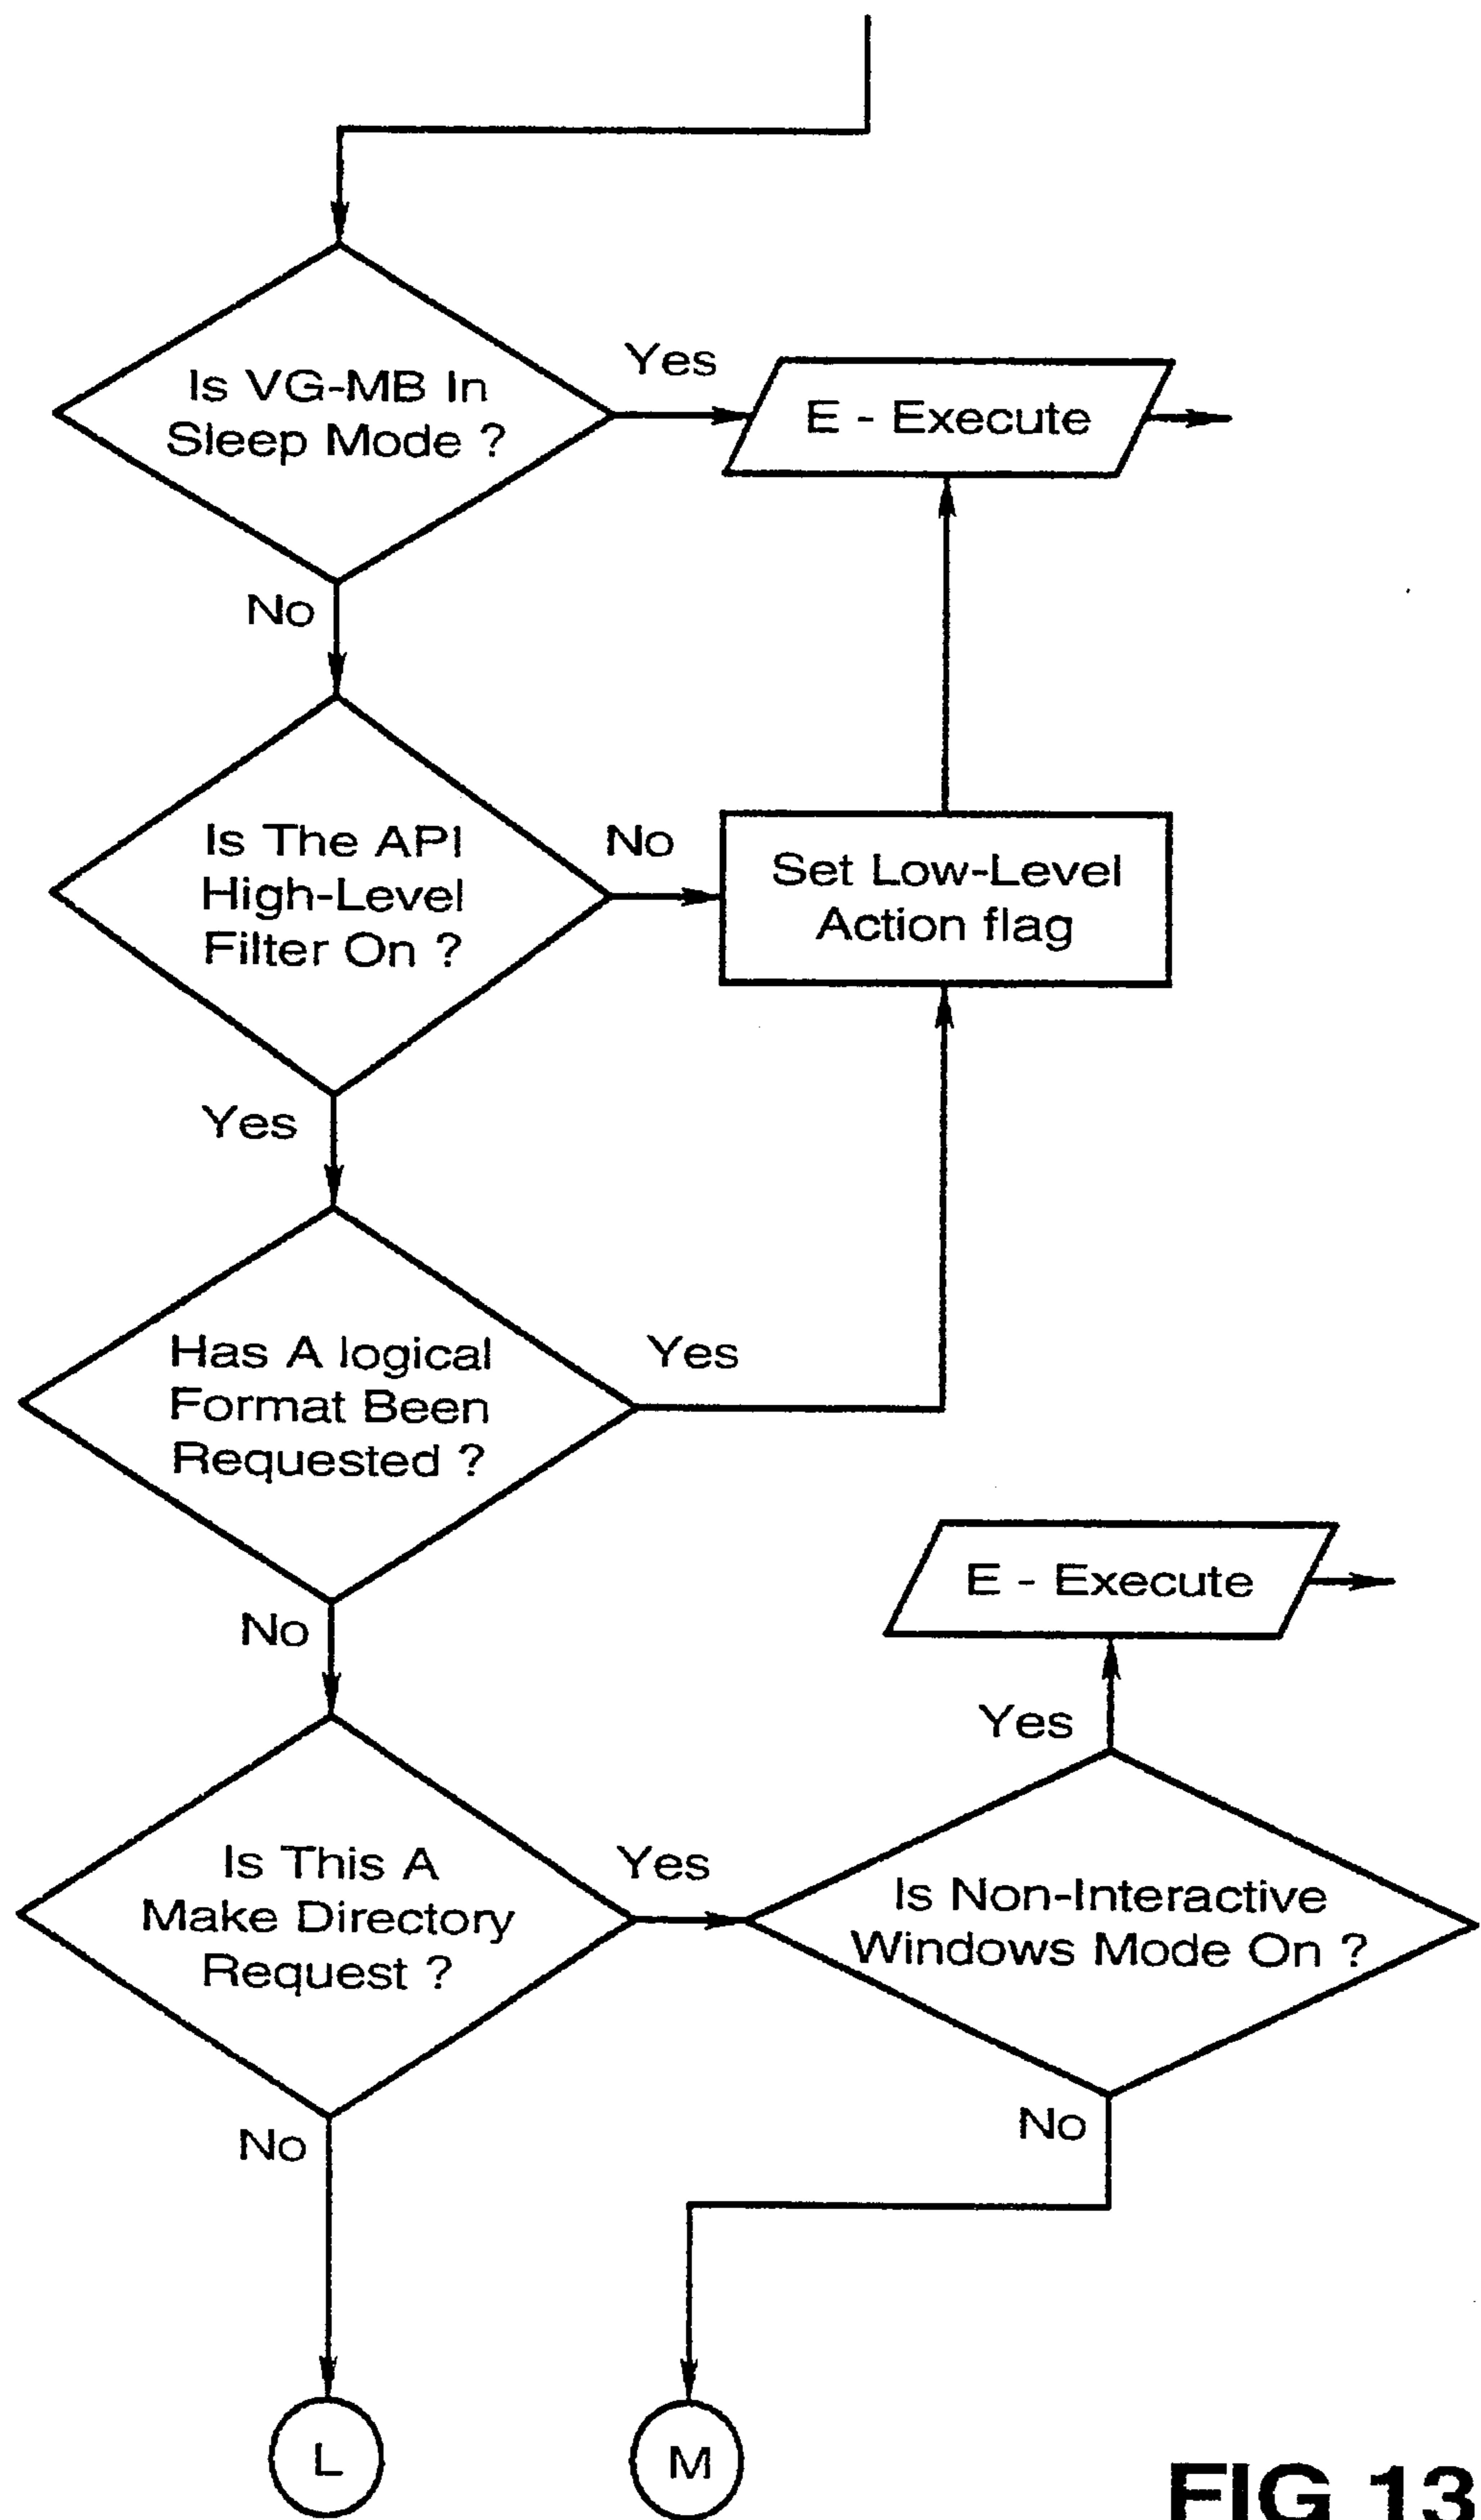 Yes
Is VG-MB In
Sleep Mode ?
E - Execute
No
Is The API
High-Level
Filter On ?
No
Set Low-Level
Action flag
Yes
Has A logical
Format Been
Requested ?
Yes
E - Execute
No
Yes
Is This A
Make Directory
Request ?
Yes
Is Non-Interactive
Windows Mode On ?
No
No
L
M
FIG 13